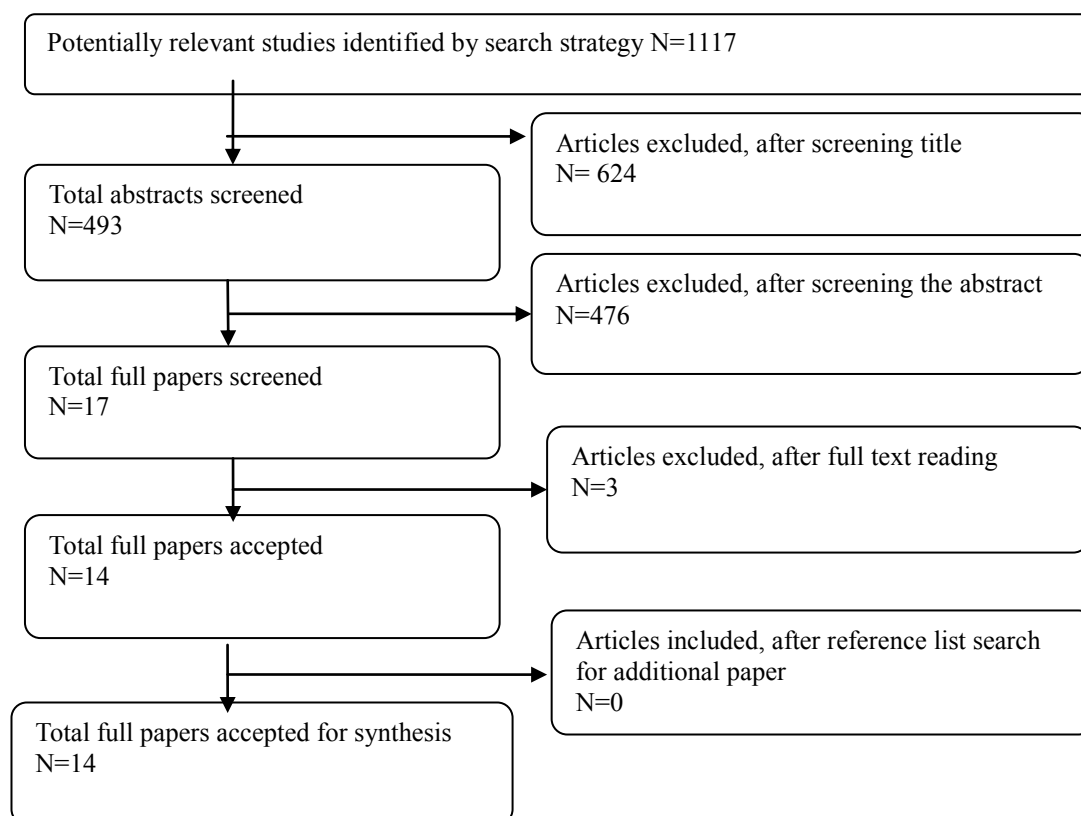 Potentially relevant studies identified by search strategy N=1117
Articles excluded, after screening title
N= 624
Total abstracts screened
N=493
Articles excluded, after screening the abstract
N=476
Total full papers screened
N=17
Articles excluded, after full text reading
N=3
Total full papers accepted
N=14
Articles included, after reference list search
for additional paper
N=0
Total full papers accepted for synthesis
N=14